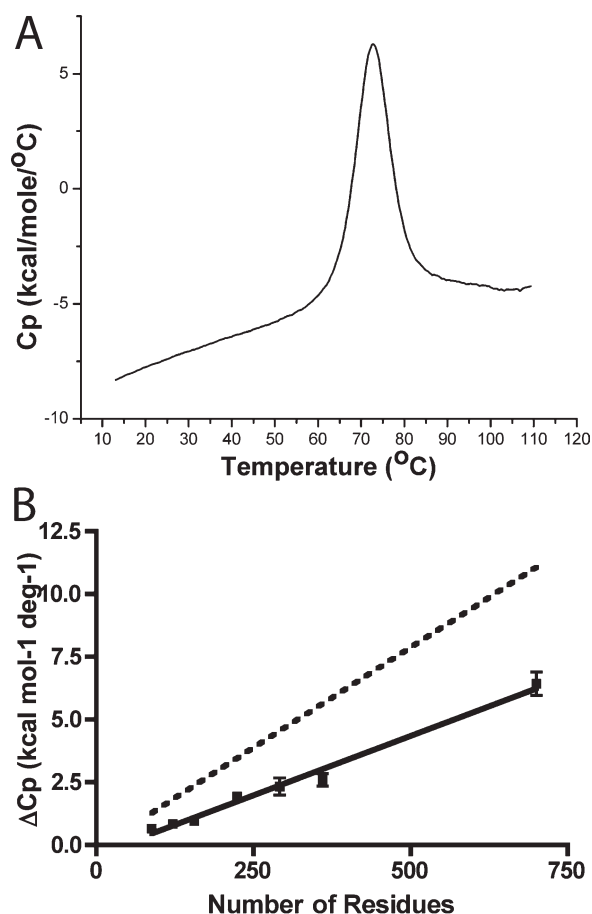 A
5
0
-5
-10
Cp (kcal/mole/ºC)
10 20 30 40 50 60 70 80 90 100 110 120
Temperature (ºC)
B
12.5
10.0
7.5
5.0
2.5
0.0
ΔCp (kcal mol-1 deg-1)
0 250 500 750
Number of Residues